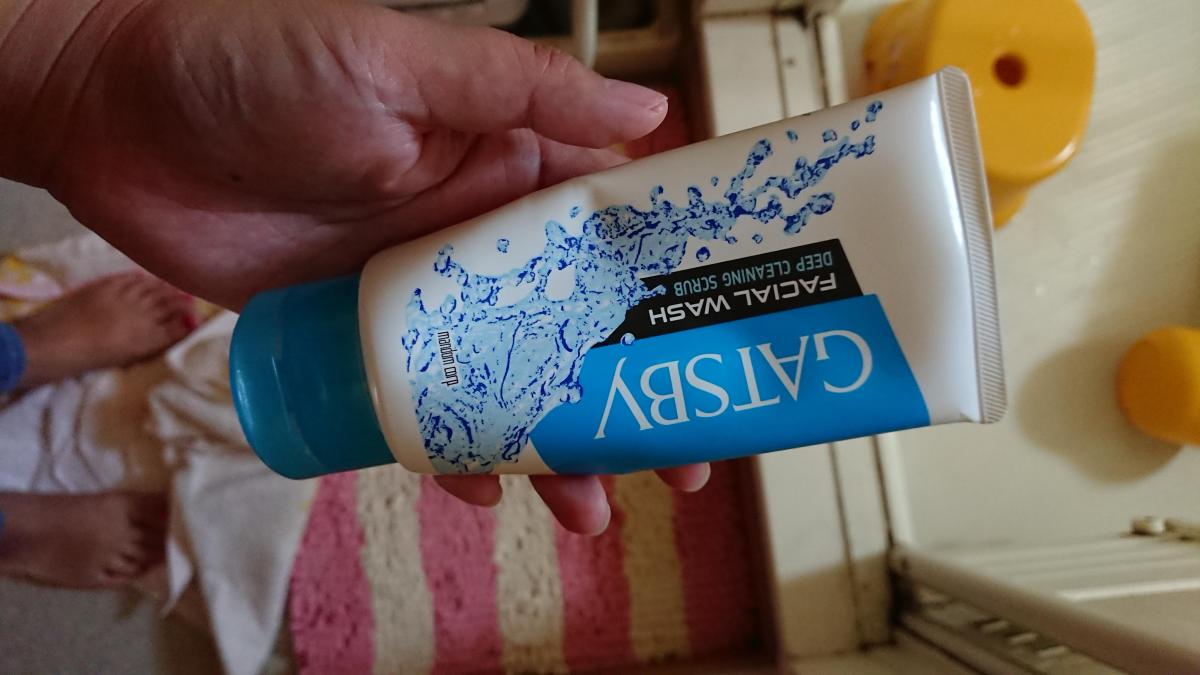 GATSBY
FACIAL WASH
DEEP CLEANING SCRUB
mandom corp.